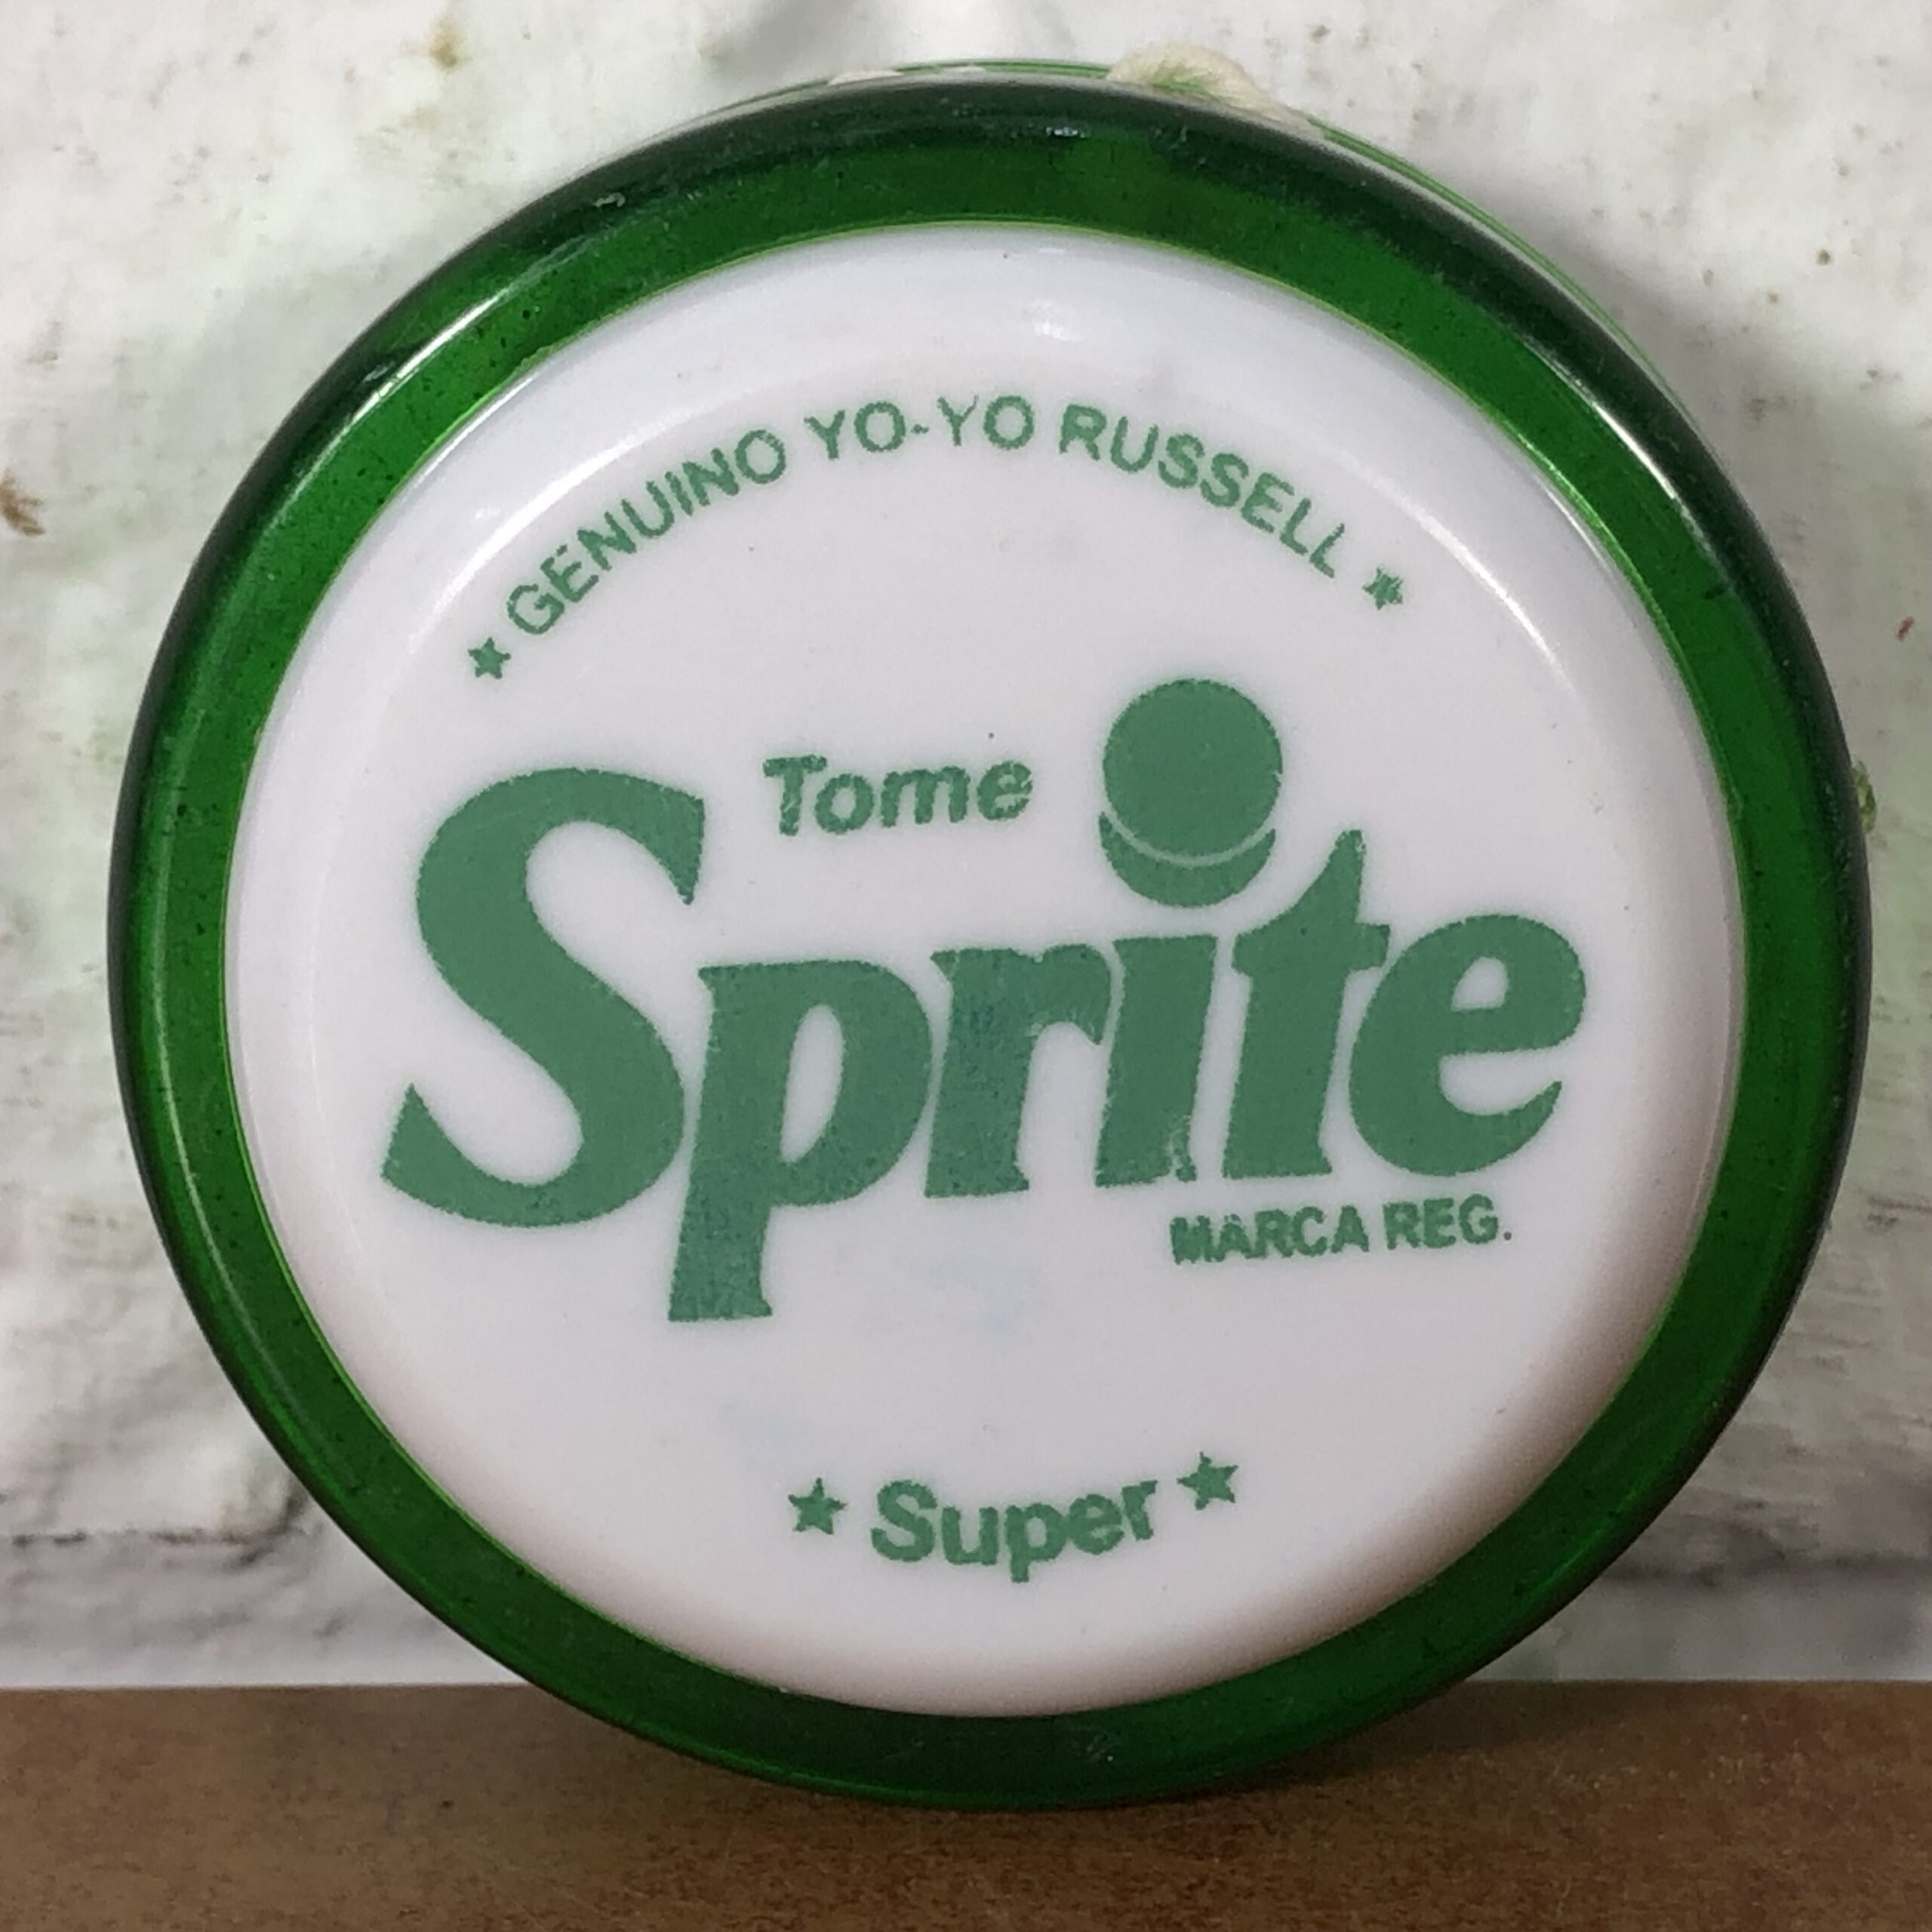 ★ GENUINO YO-YO RUSSELL ★
Tome
Sprite
MARCA REG.
★ Super ★